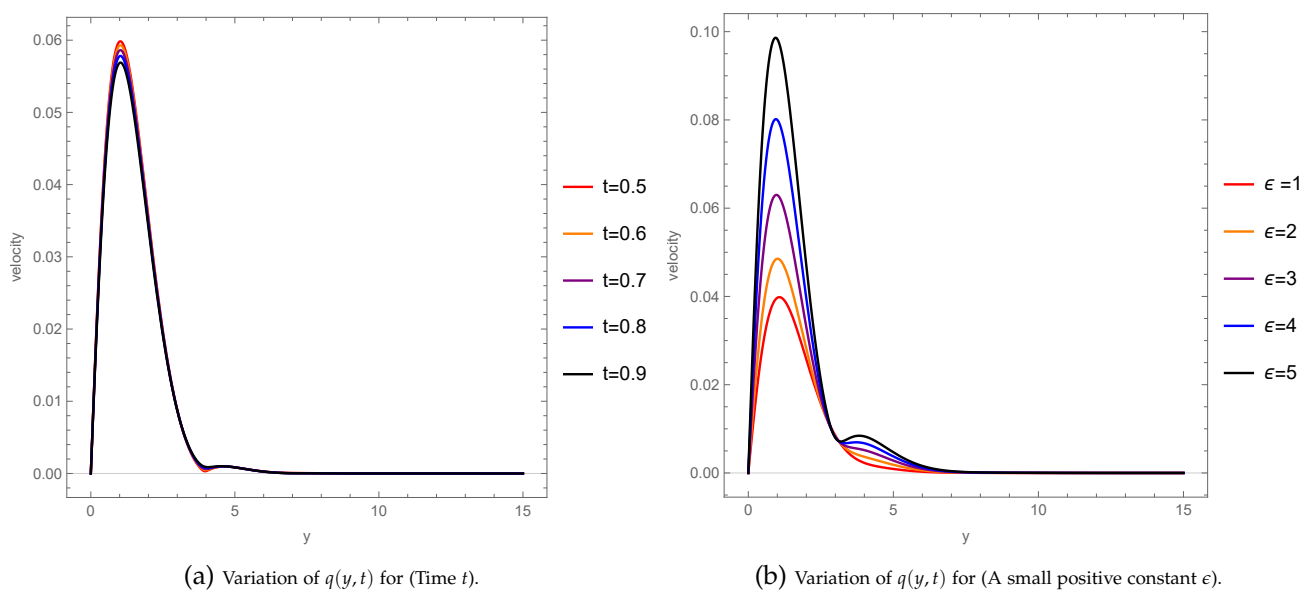 0.06
0.05
0.04
0.03
0.02
0.01
0.00
velocity
0
5
10
15
y
t=0.5
t=0.6
t=0.7
t=0.8
t=0.9
(a) Variation of q(y, t) for (Time t).
0.10
0.08
0.06
0.04
0.02
0.00
velocity
0
5
10
15
y
ϵ =1
ϵ=2
ϵ=3
ϵ=4
ϵ=5
(b) Variation of q(y, t) for (A small positive constant ϵ).